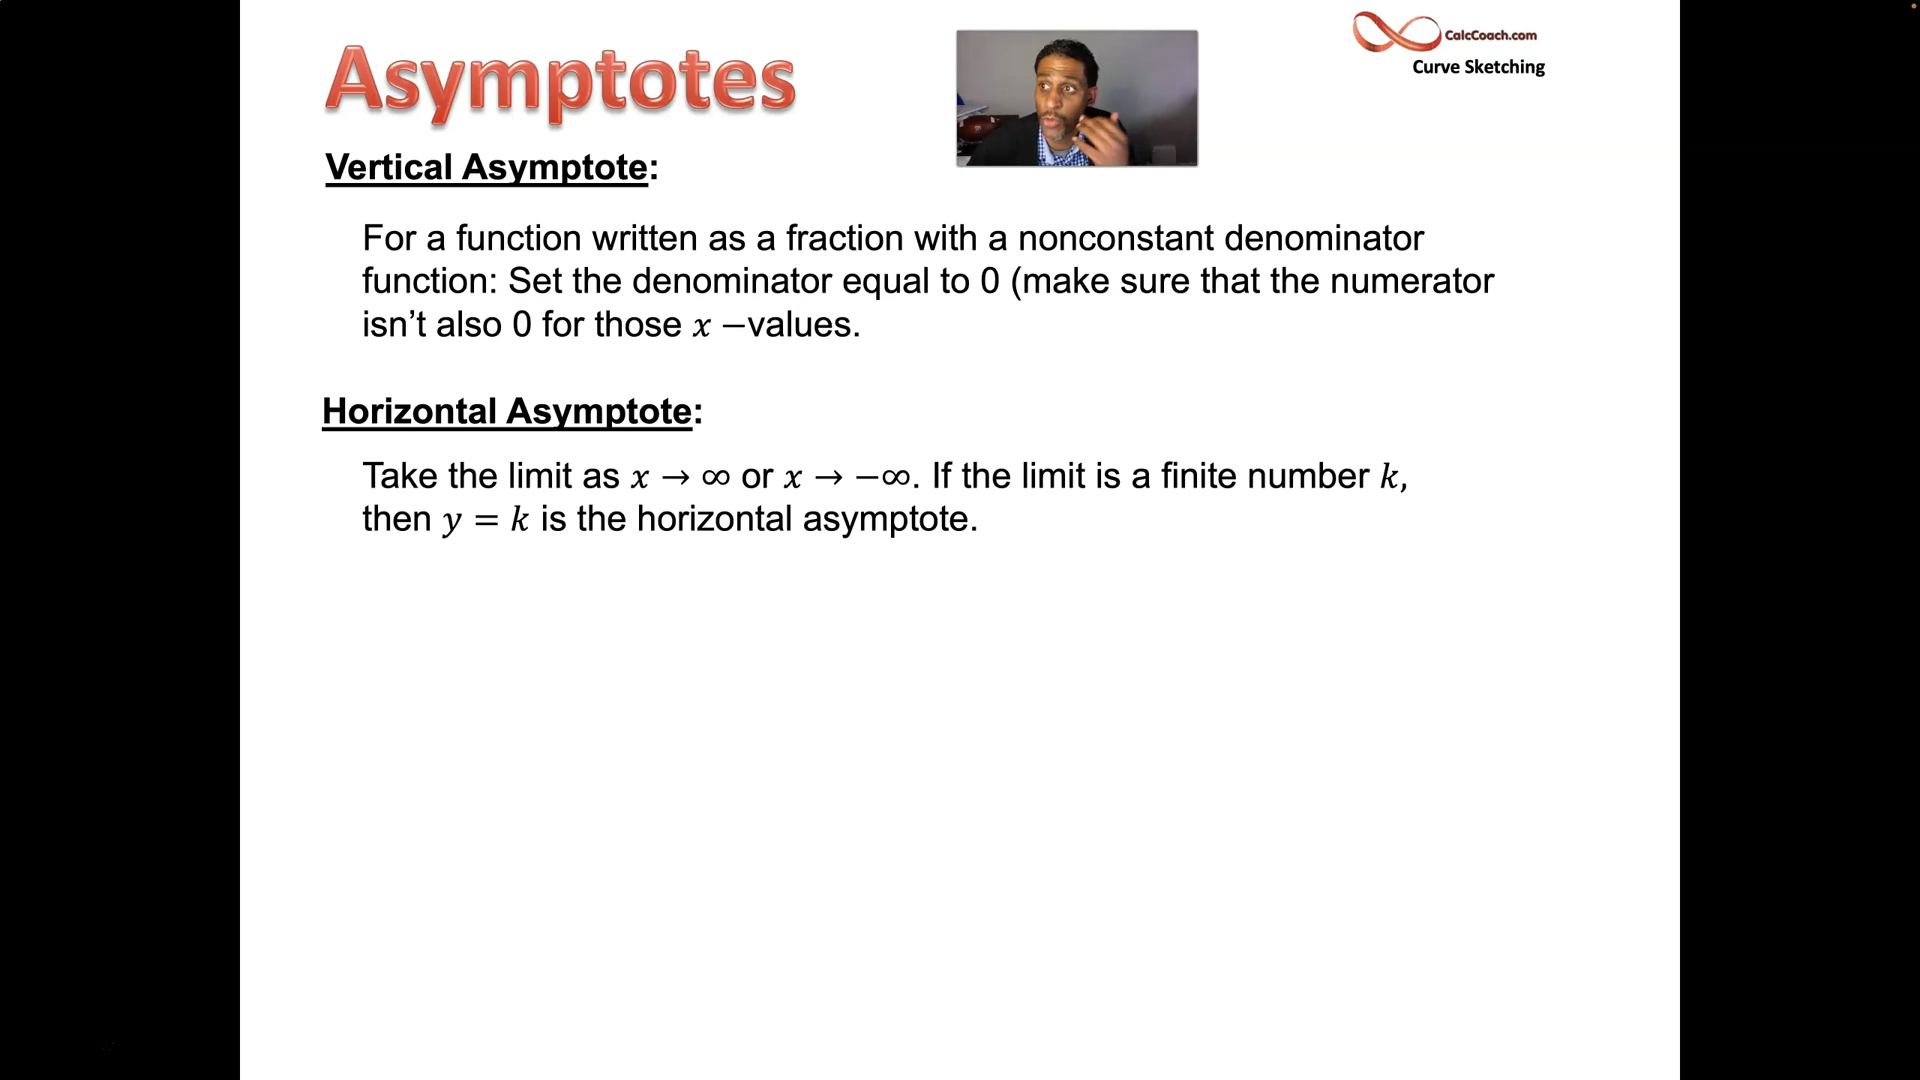 Asymptotes
CalcCoach.com
Curve Sketching
Vertical Asymptote:
For a function written as a fraction with a nonconstant denominator
function: Set the denominator equal to 0 (make sure that the numerator
isn’t also 0 for those 𝑥 −values.
Horizontal Asymptote:
Take the limit as 𝑥 → ∞ or 𝑥 → −∞. If the limit is a finite number 𝑘,
then 𝑦 = 𝑘 is the horizontal asymptote.